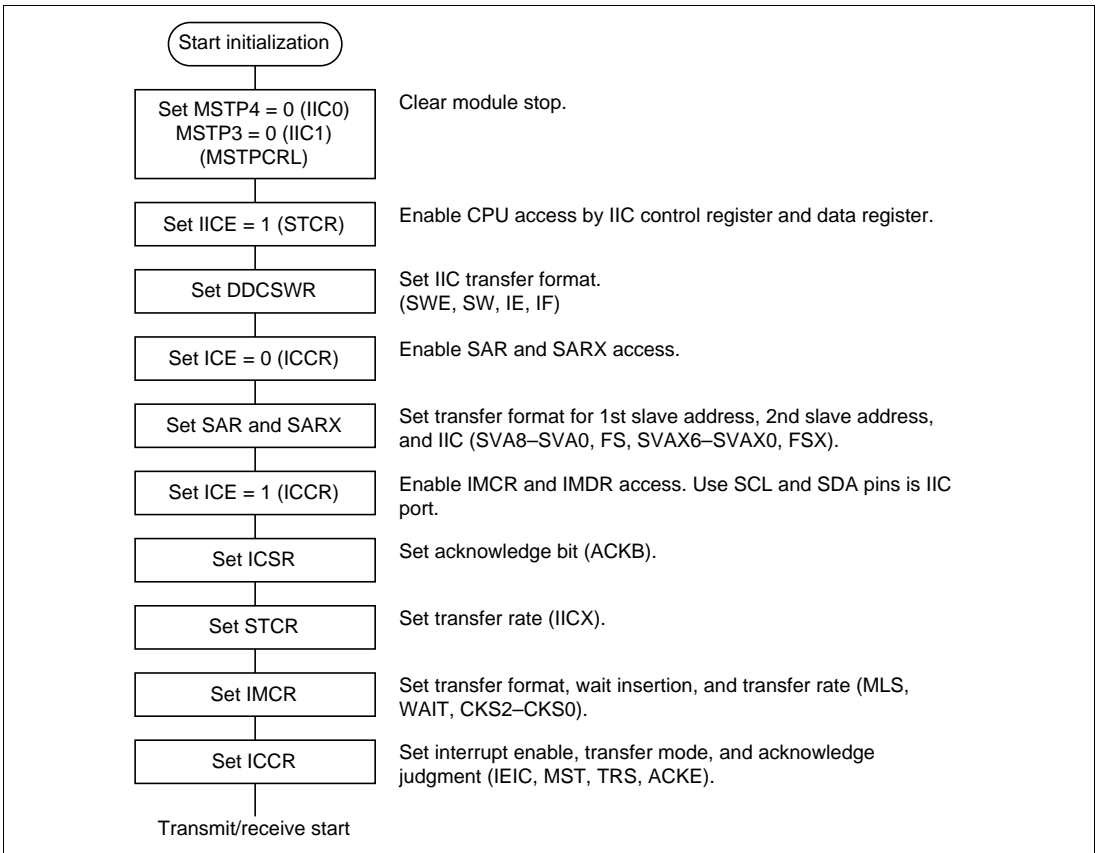 Start initialization
Set MSTP4 = 0 (IIC0)
MSTP3 = 0 (IIC1)
(MSTPCRL)
Clear module stop.
Set IICE = 1 (STCR)
Enable CPU access by IIC control register and data register.
Set DDCSWR
Set IIC transfer format.
(SWE, SW, IE, IF)
Set ICE = 0 (ICCR)
Enable SAR and SARX access.
Set SAR and SARX
Set transfer format for 1st slave address, 2nd slave address,
and IIC (SVA8–SVA0, FS, SVAX6–SVAX0, FSX).
Set ICE = 1 (ICCR)
Enable IMCR and IMDR access. Use SCL and SDA pins is IIC
port.
Set ICSR
Set acknowledge bit (ACKB).
Set STCR
Set transfer rate (IICX).
Set IMCR
Set transfer format, wait insertion, and transfer rate (MLS,
WAIT, CKS2–CKS0).
Set ICCR
Set interrupt enable, transfer mode, and acknowledge
judgment (IEIC, MST, TRS, ACKE).
Transmit/receive start